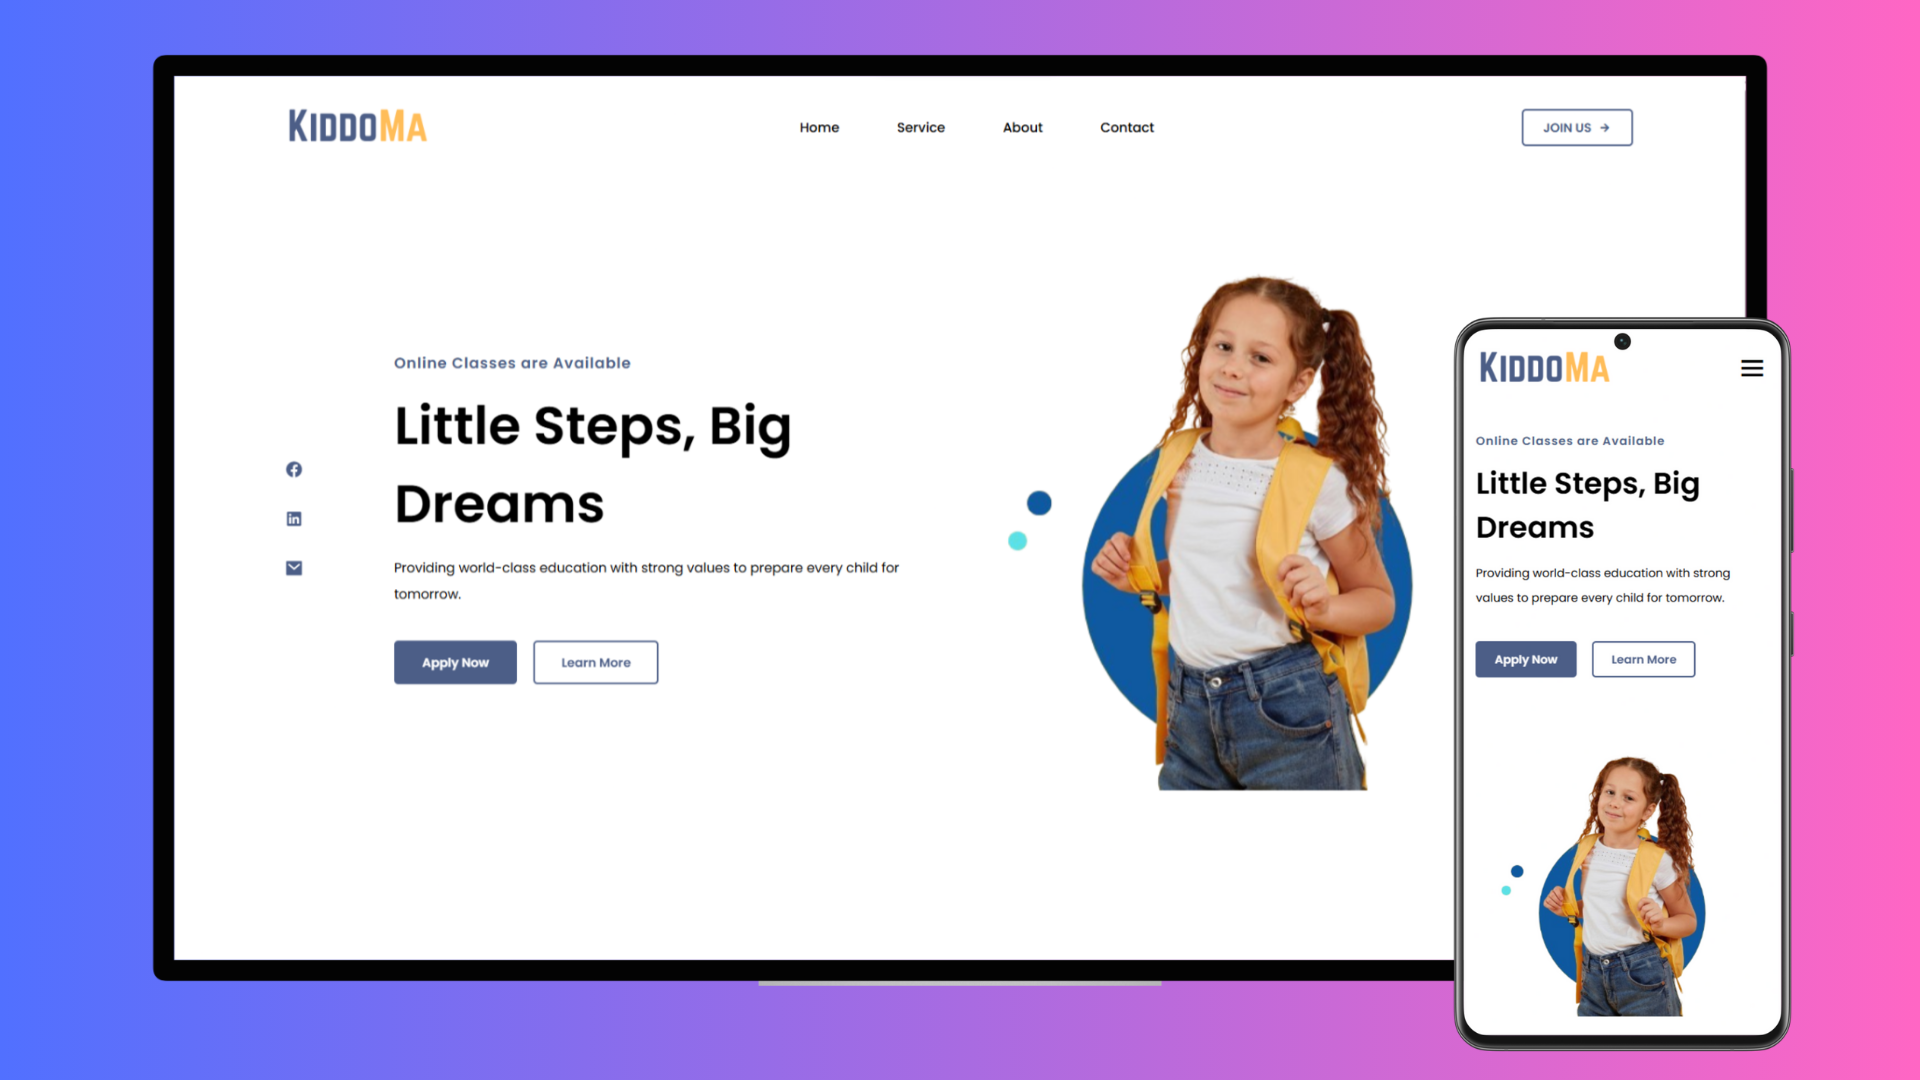 KIDDOMA
Home
Service
About
Contact
JOIN US
Online Classes are Available
Little Steps, Big
Dreams
Providing world-class education with strong values to prepare every child for
tomorrow.
Apply Now
Learn More
KIDDOMA
Online Classes are Available
Little Steps, Big
Dreams
Providing world-class education with strong
values to prepare every child for tomorrow.
Apply Now
Learn More